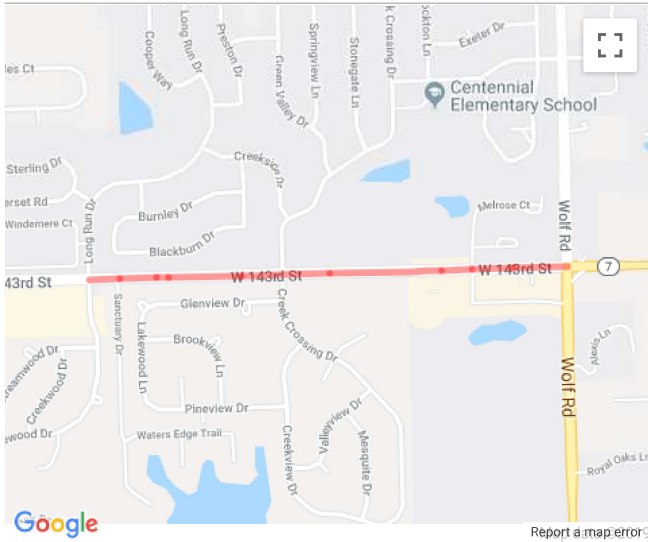 les Ct
Cooper Way
Long Run Dr
Preston Dr
Springview Ln
Green Valley Dr
Stonegate Ln
k Crossing Dr
ockton Ln
Exeter Dr
Centennial
Elementary School
Sterling Dr
erset Rd
Windemere Ct
Long Run Dr
Creekside Dr
Burnley Dr
Blackburn Dr
Melrose Ct
Wolf Rd
43rd St
W 143rd St
W 143rd St
7
Sanctuary Dr
Glenview Dr
Lakewood Ln
Brookview Ln
Creek Crossing Dr
Alexis Ln
Wolf Rd
reamwood Dr
Creekwood Dr
Pineview Dr
ewood Dr
Waters Edge Trail
Creekview Dr
Valleyview Dr
Mesquite Dr
Royal Oaks Ln
Google
Report a map error